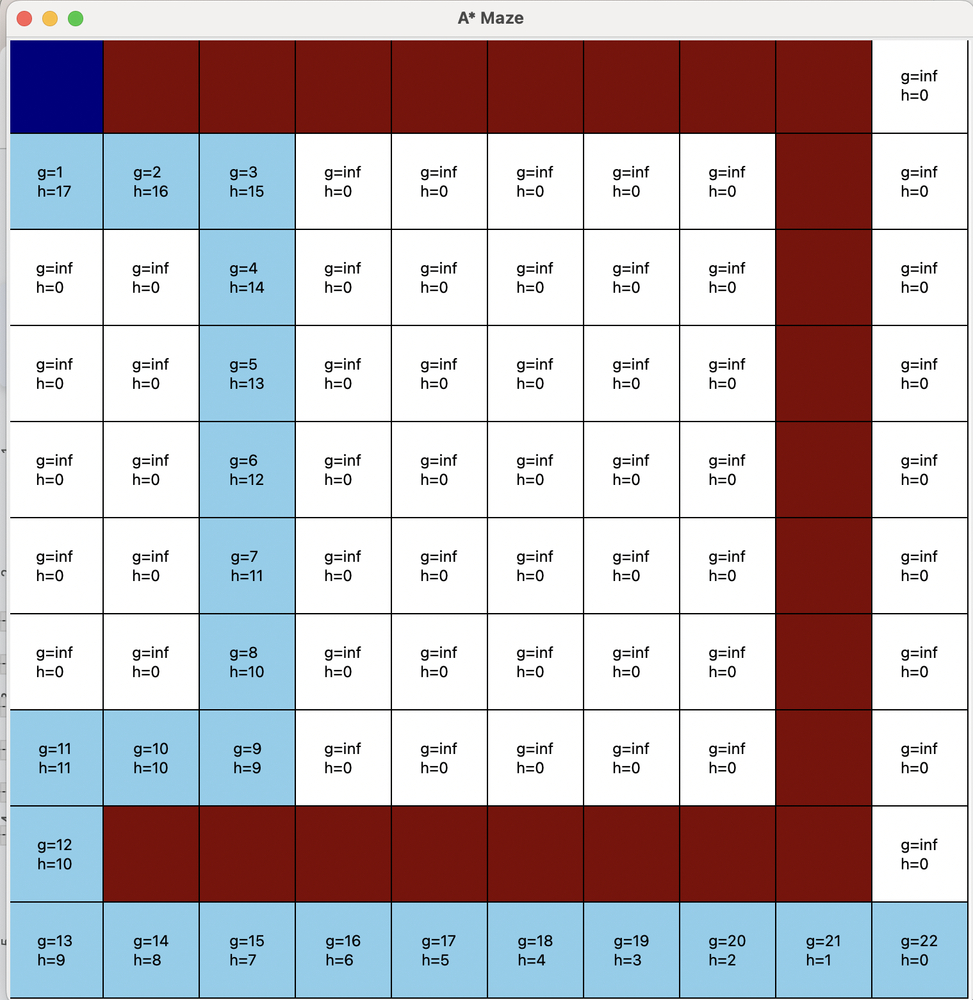 A* Maze
g=inf
h=0
g=1
h=17
g=2
h=16
g=3
h=15
g=inf
h=0
g=inf
h=0
g=inf
h=0
g=inf
h=0
g=inf
h=0
g=inf
h=0
g=inf
h=0
g=inf
h=0
g=4
h=14
g=inf
h=0
g=inf
h=0
g=inf
h=0
g=inf
h=0
g=inf
h=0
g=inf
h=0
g=inf
h=0
g=inf
h=0
g=5
h=13
g=inf
h=0
g=inf
h=0
g=inf
h=0
g=inf
h=0
g=inf
h=0
g=inf
h=0
g=inf
h=0
g=inf
h=0
g=6
h=12
g=inf
h=0
g=inf
h=0
g=inf
h=0
g=inf
h=0
g=inf
h=0
g=inf
h=0
g=inf
h=0
g=inf
h=0
g=7
h=11
g=inf
h=0
g=inf
h=0
g=inf
h=0
g=inf
h=0
g=inf
h=0
g=inf
h=0
g=inf
h=0
g=inf
h=0
g=8
h=10
g=inf
h=0
g=inf
h=0
g=inf
h=0
g=inf
h=0
g=inf
h=0
g=inf
h=0
g=11
h=11
g=10
h=10
g=9
h=9
g=inf
h=0
g=inf
h=0
g=inf
h=0
g=inf
h=0
g=inf
h=0
g=inf
h=0
g=12
h=10
g=inf
h=0
g=13
h=9
g=14
h=8
g=15
h=7
g=16
h=6
g=17
h=5
g=18
h=4
g=19
h=3
g=20
h=2
g=21
h=1
g=22
h=0